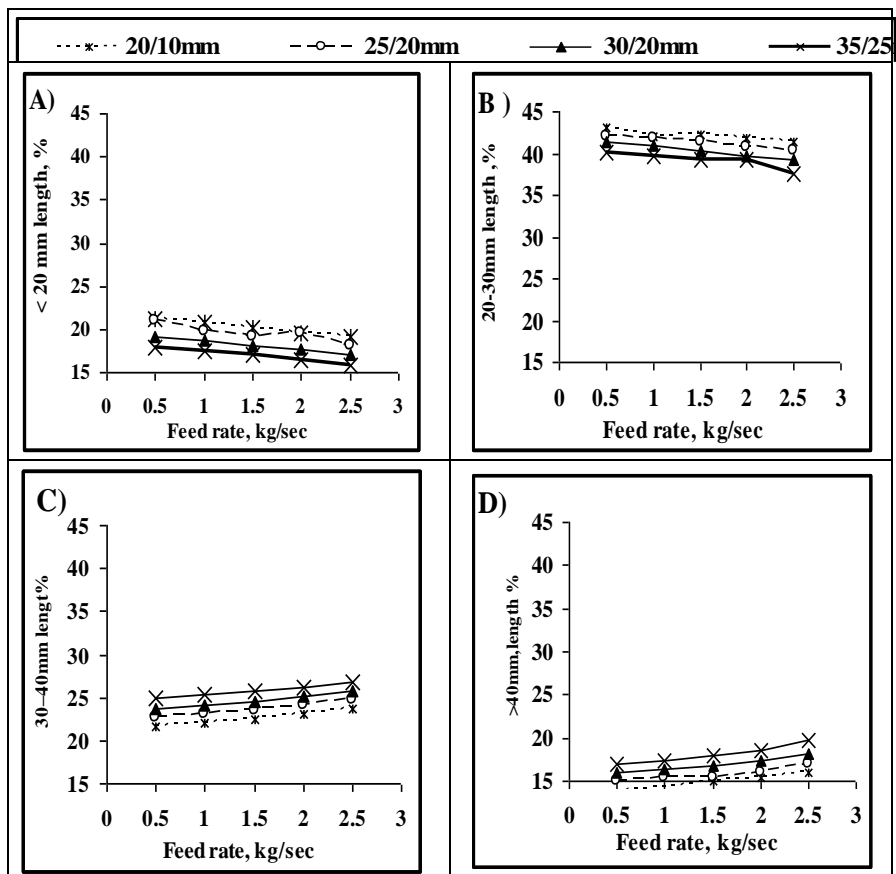 20/10mm 25/20mm 30/20mm 35/25
A)
45
40
35
30
25
20
15
0 0.5 1 1.5 2 2.5 3
Feed rate, kg/sec
< 20 mm length, %
B )
45
40
35
30
25
20
15
0 0.5 1 1.5 2 2.5 3
Feed rate, kg/sec
20-30mm length , %
C)
45
40
35
30
25
20
15
0 0.5 1 1.5 2 2.5 3
Feed rate, kg/sec
30–40mm lengt%
D)
45
40
35
30
25
20
15
0 0.5 1 1.5 2 2.5 3
Feed rate, kg/sec
>40mm,length %